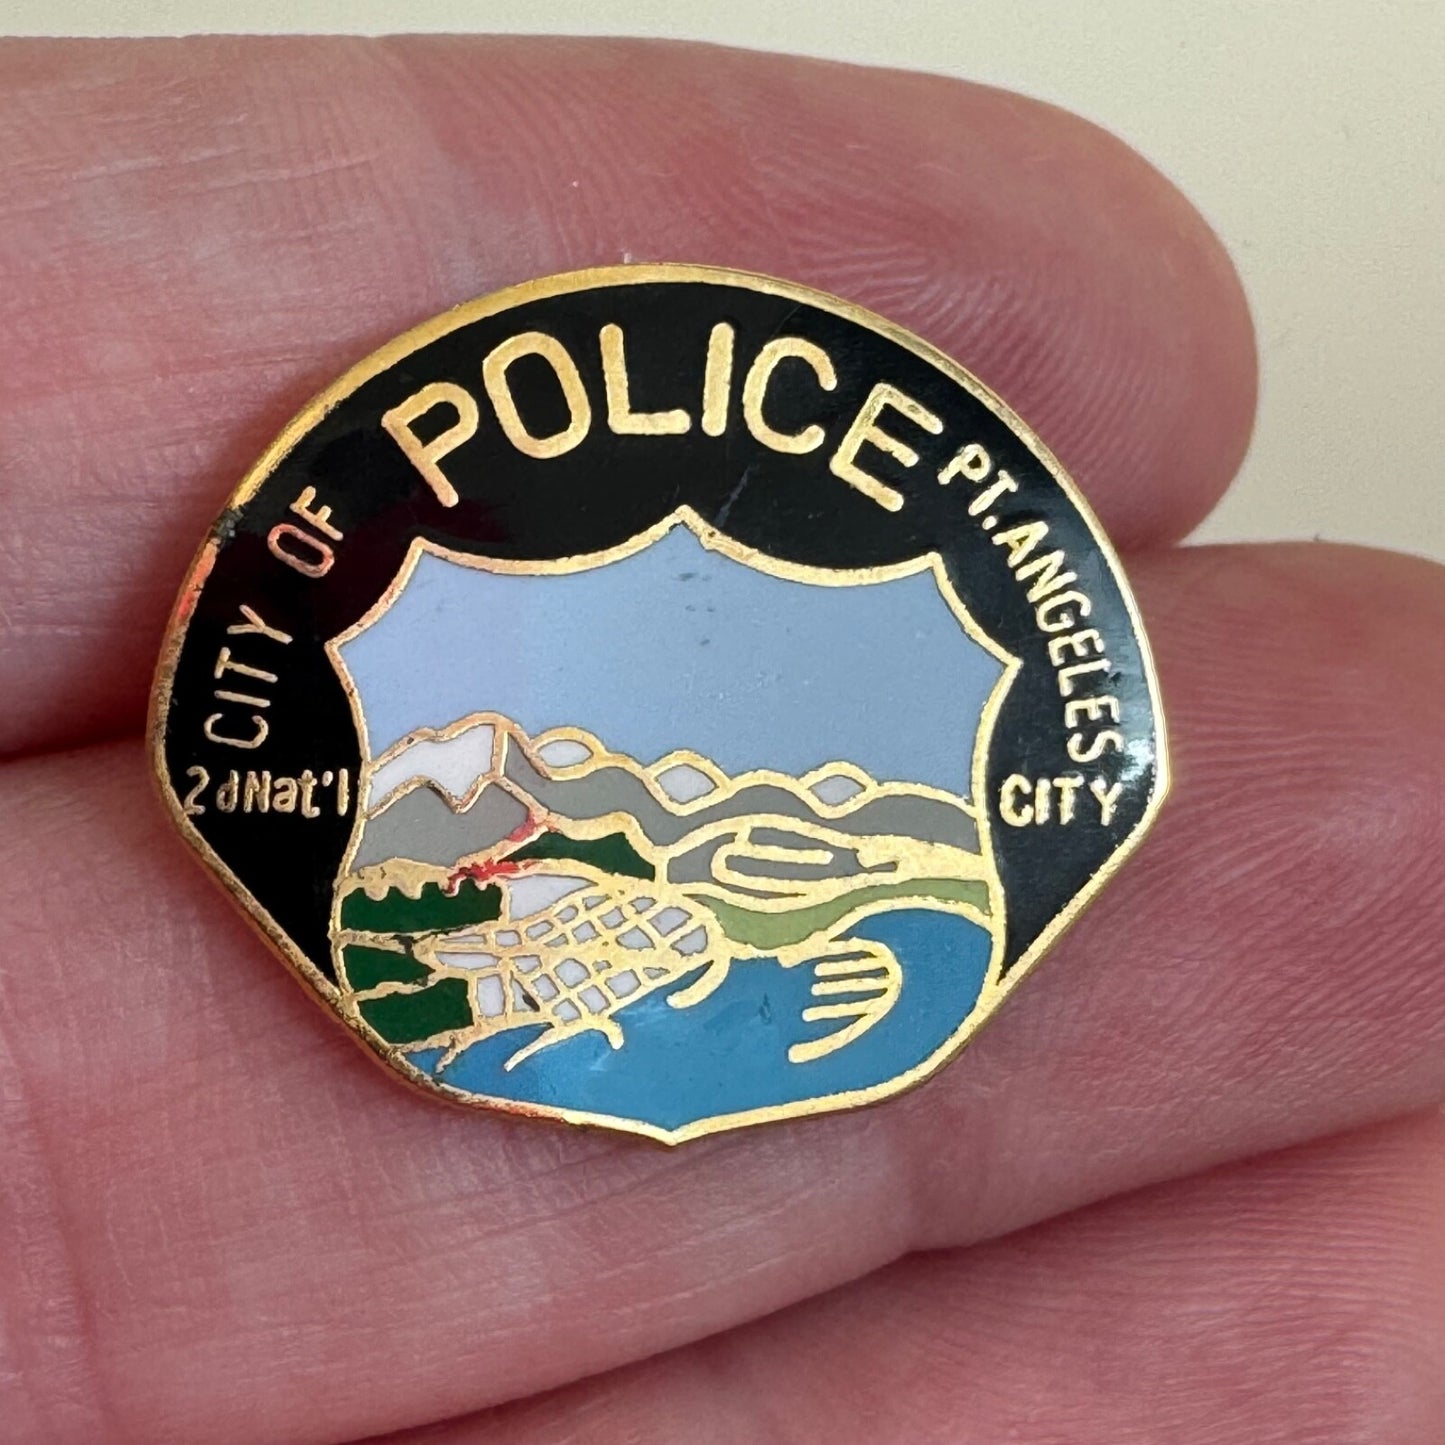 POLICE
CITY OF
PT. ANGELES
2dNat'l
CITY